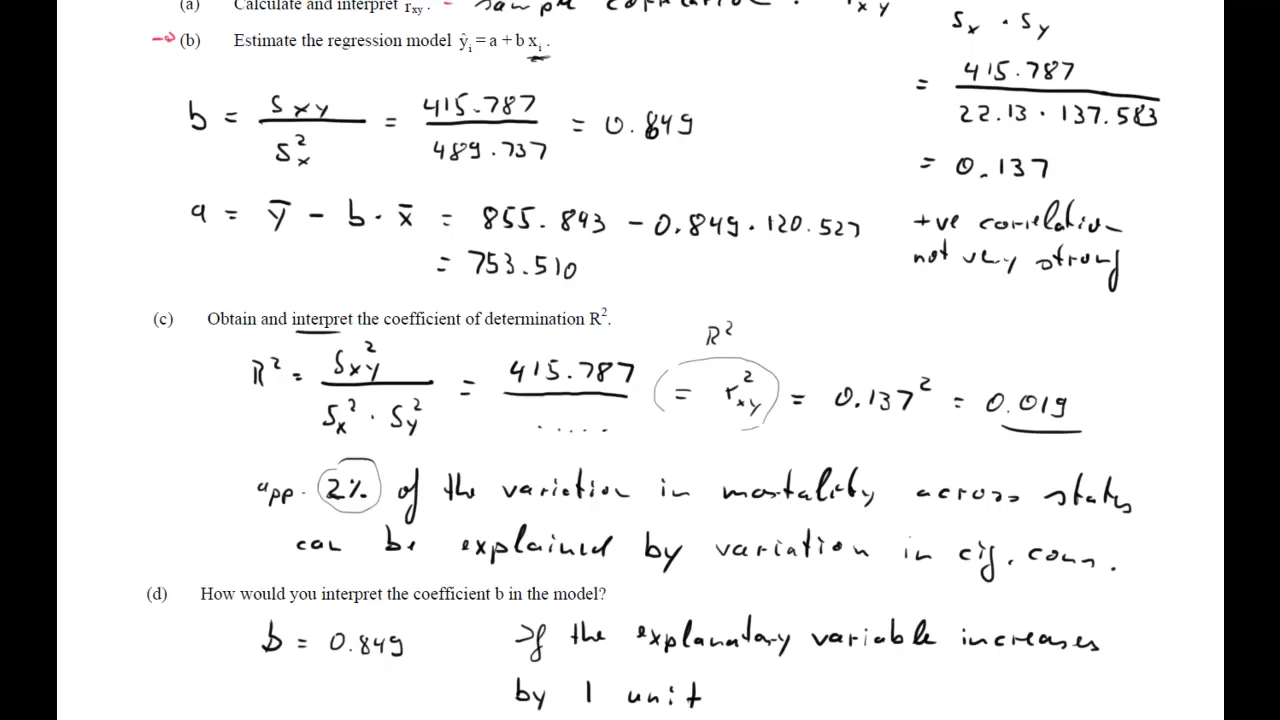 (a) Calculate and interpret rxy. - sample correlation: rxy
Sx · Sy
(b) Estimate the regression model ŷi = a + b xi.
= 415.787 / 22.13 · 137.583
b = Sxy / Sx² = 415.787 / 489.737 = 0.849
= 0.137
a = ȳ - b · x̄ = 855.893 - 0.849 · 120.527
= 753.510
+ve correlation
not very strong
(c) Obtain and interpret the coefficient of determination R².
R²
R² = Sxy² / Sx² · Sy² = 415.787 / ..... = rxy² = 0.137² = 0.019
app. 2% of the variation in mortality across states
can be explained by variation in cig. cons.
(d) How would you interpret the coefficient b in the model?
b = 0.849 If the explanatory variable increases
by 1 unit